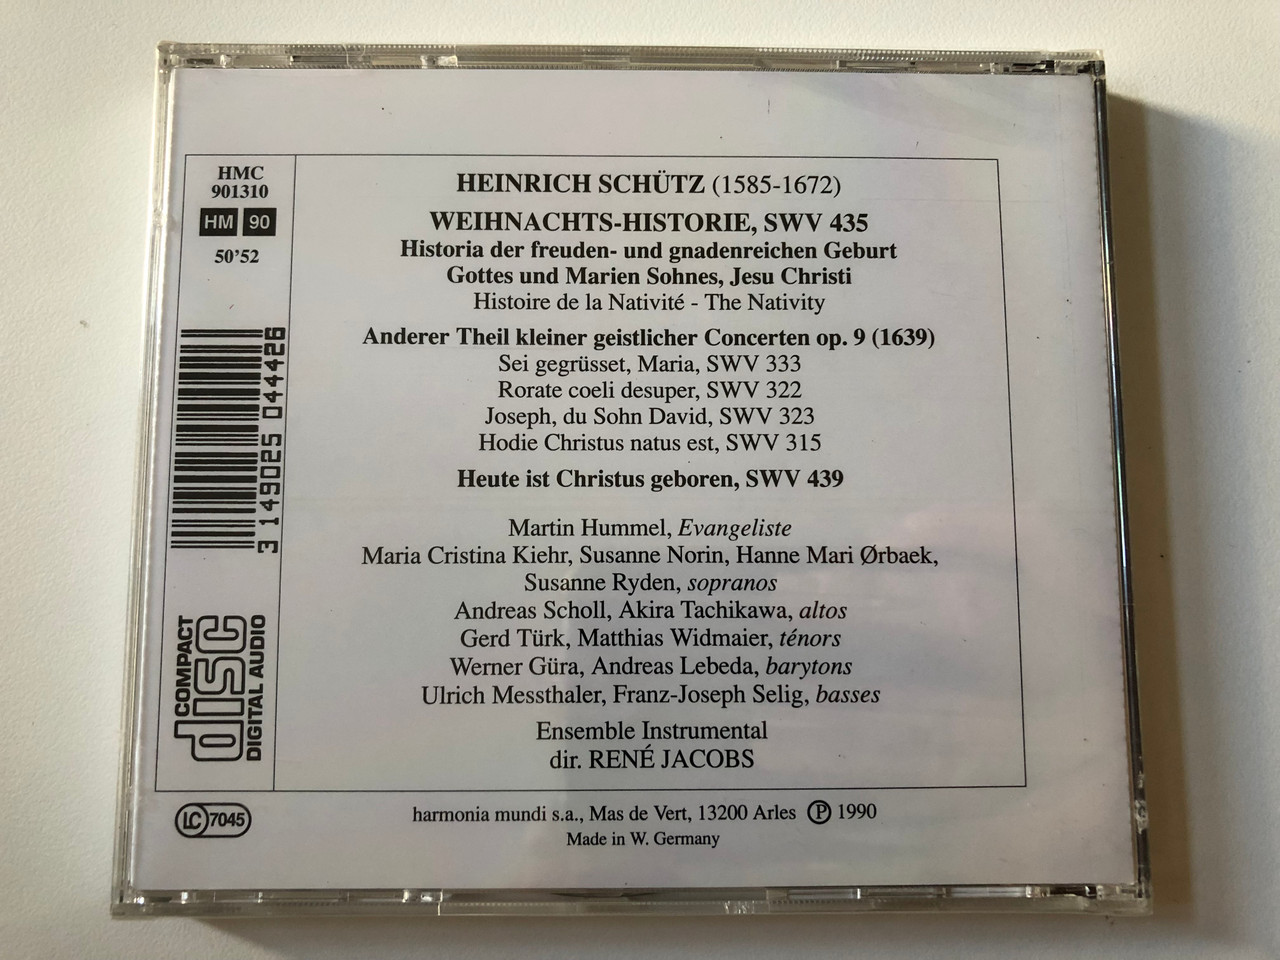 HMC
901310
HM 90
50'52
3 149025 044426
COMPACT
disc
DIGITAL AUDIO
LC 7045
HEINRICH SCHÜTZ (1585-1672)
WEIHNACHTS-HISTORIE, SWV 435
Historia der freuden- und gnadenreichen Geburt
Gottes und Marien Sohnes, Jesu Christi
Histoire de la Nativité - The Nativity
Anderer Theil kleiner geistlicher Concerten op. 9 (1639)
Sei gegrüsset, Maria, SWV 333
Rorate coeli desuper, SWV 322
Joseph, du Sohn David, SWV 323
Hodie Christus natus est, SWV 315
Heute ist Christus geboren, SWV 439
Martin Hummel, Evangeliste
Maria Cristina Kiehr, Susanne Norin, Hanne Mari Ørbaek,
Susanne Ryden, sopranos
Andreas Scholl, Akira Tachikawa, altos
Gerd Türk, Matthias Widmaier, ténors
Werner Güra, Andreas Lebeda, barytons
Ulrich Messthaler, Franz-Joseph Selig, basses
Ensemble Instrumental
dir. RENÉ JACOBS
harmonia mundi s.a., Mas de Vert, 13200 Arles Ⓟ 1990
Made in W. Germany